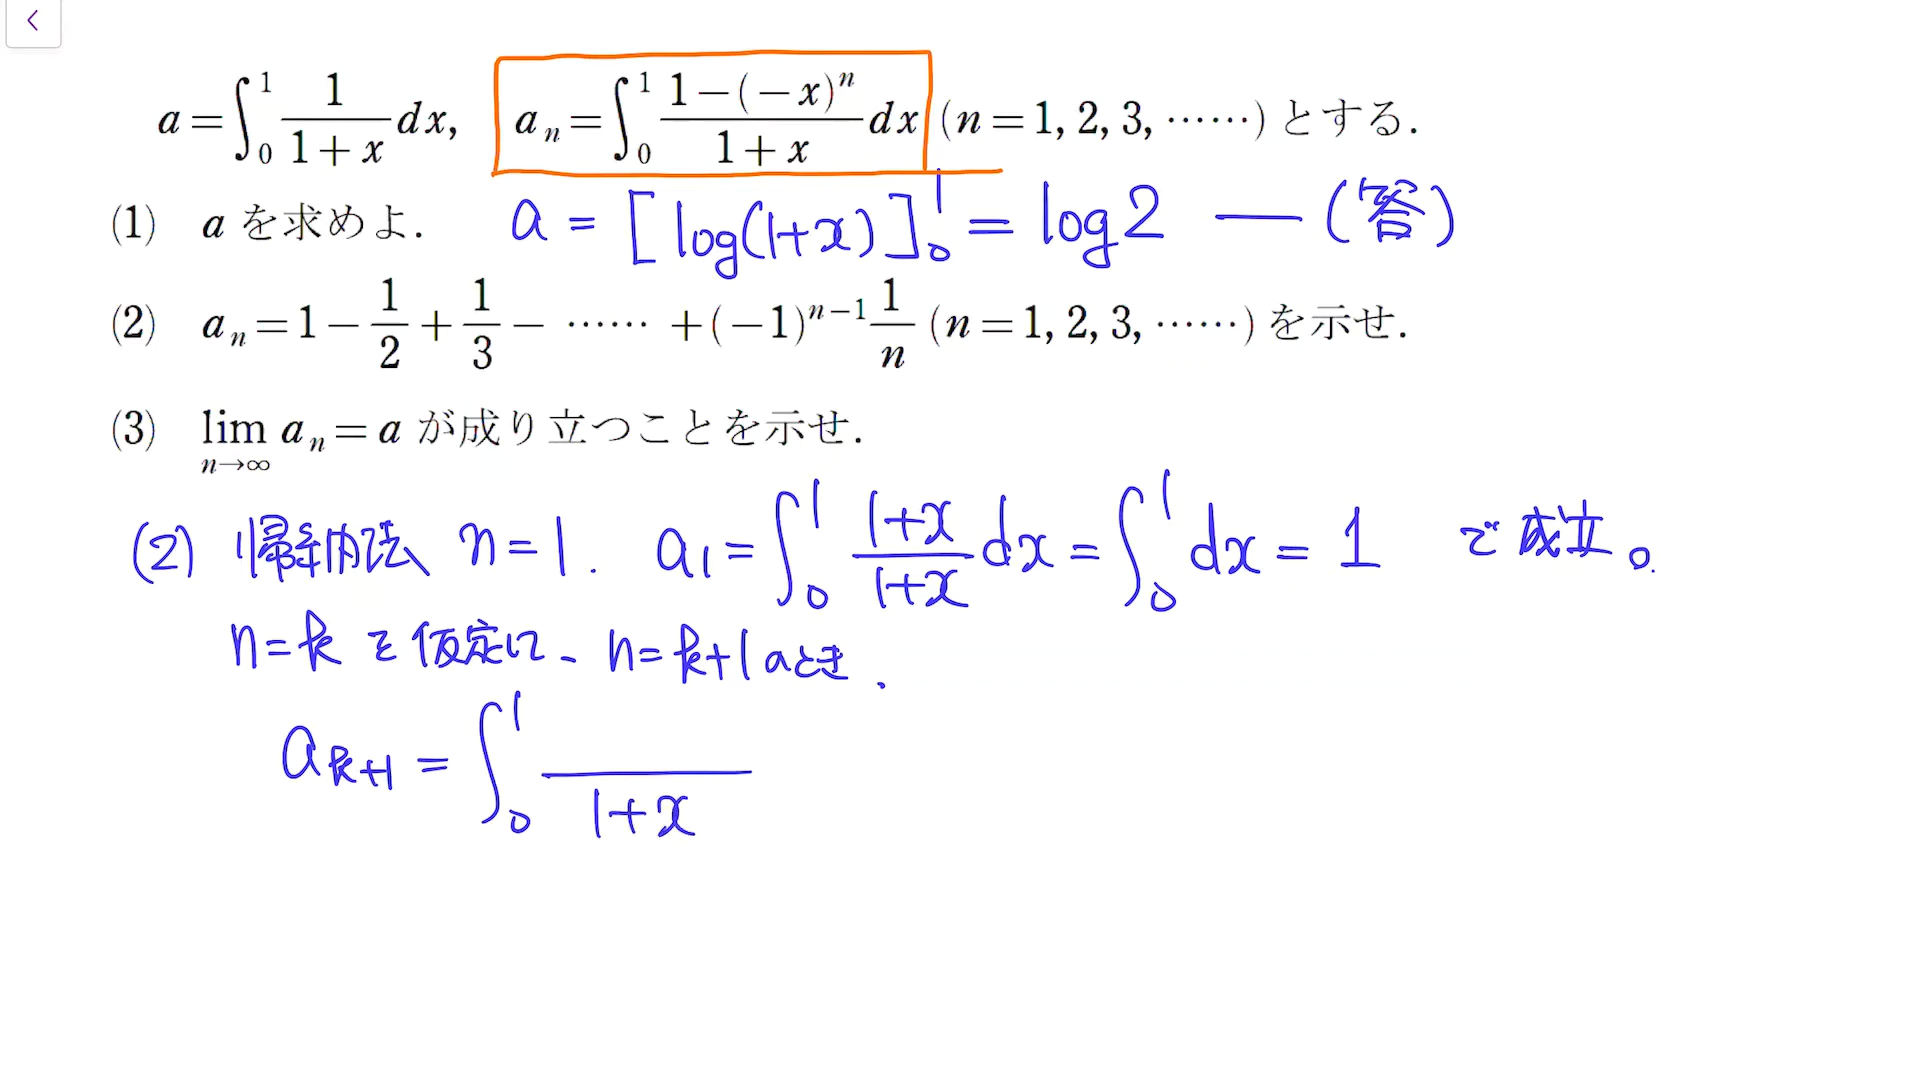 a=∫₀¹ 1/(1+x) dx, aₙ=∫₀¹ (1−(−x)ⁿ)/(1+x) dx (n=1, 2, 3, ……) とする.
(1) a を求めよ. a = [log(1+x)]₀¹ = log2 — (答)
(2) aₙ=1−1/2+1/3− …… +(−1)ⁿ⁻¹ 1/n (n=1, 2, 3, ……) を示せ.
(3) lim_{n→∞} aₙ=a が成り立つことを示せ.
(2) 帰納法 n=1. a₁=∫₀¹ (1+x)/(1+x) dx=∫₀¹ dx=1 で成立。
n=k を仮定し、n=k+1のとき.
a_{k+1} = ∫₀¹ /(1+x)